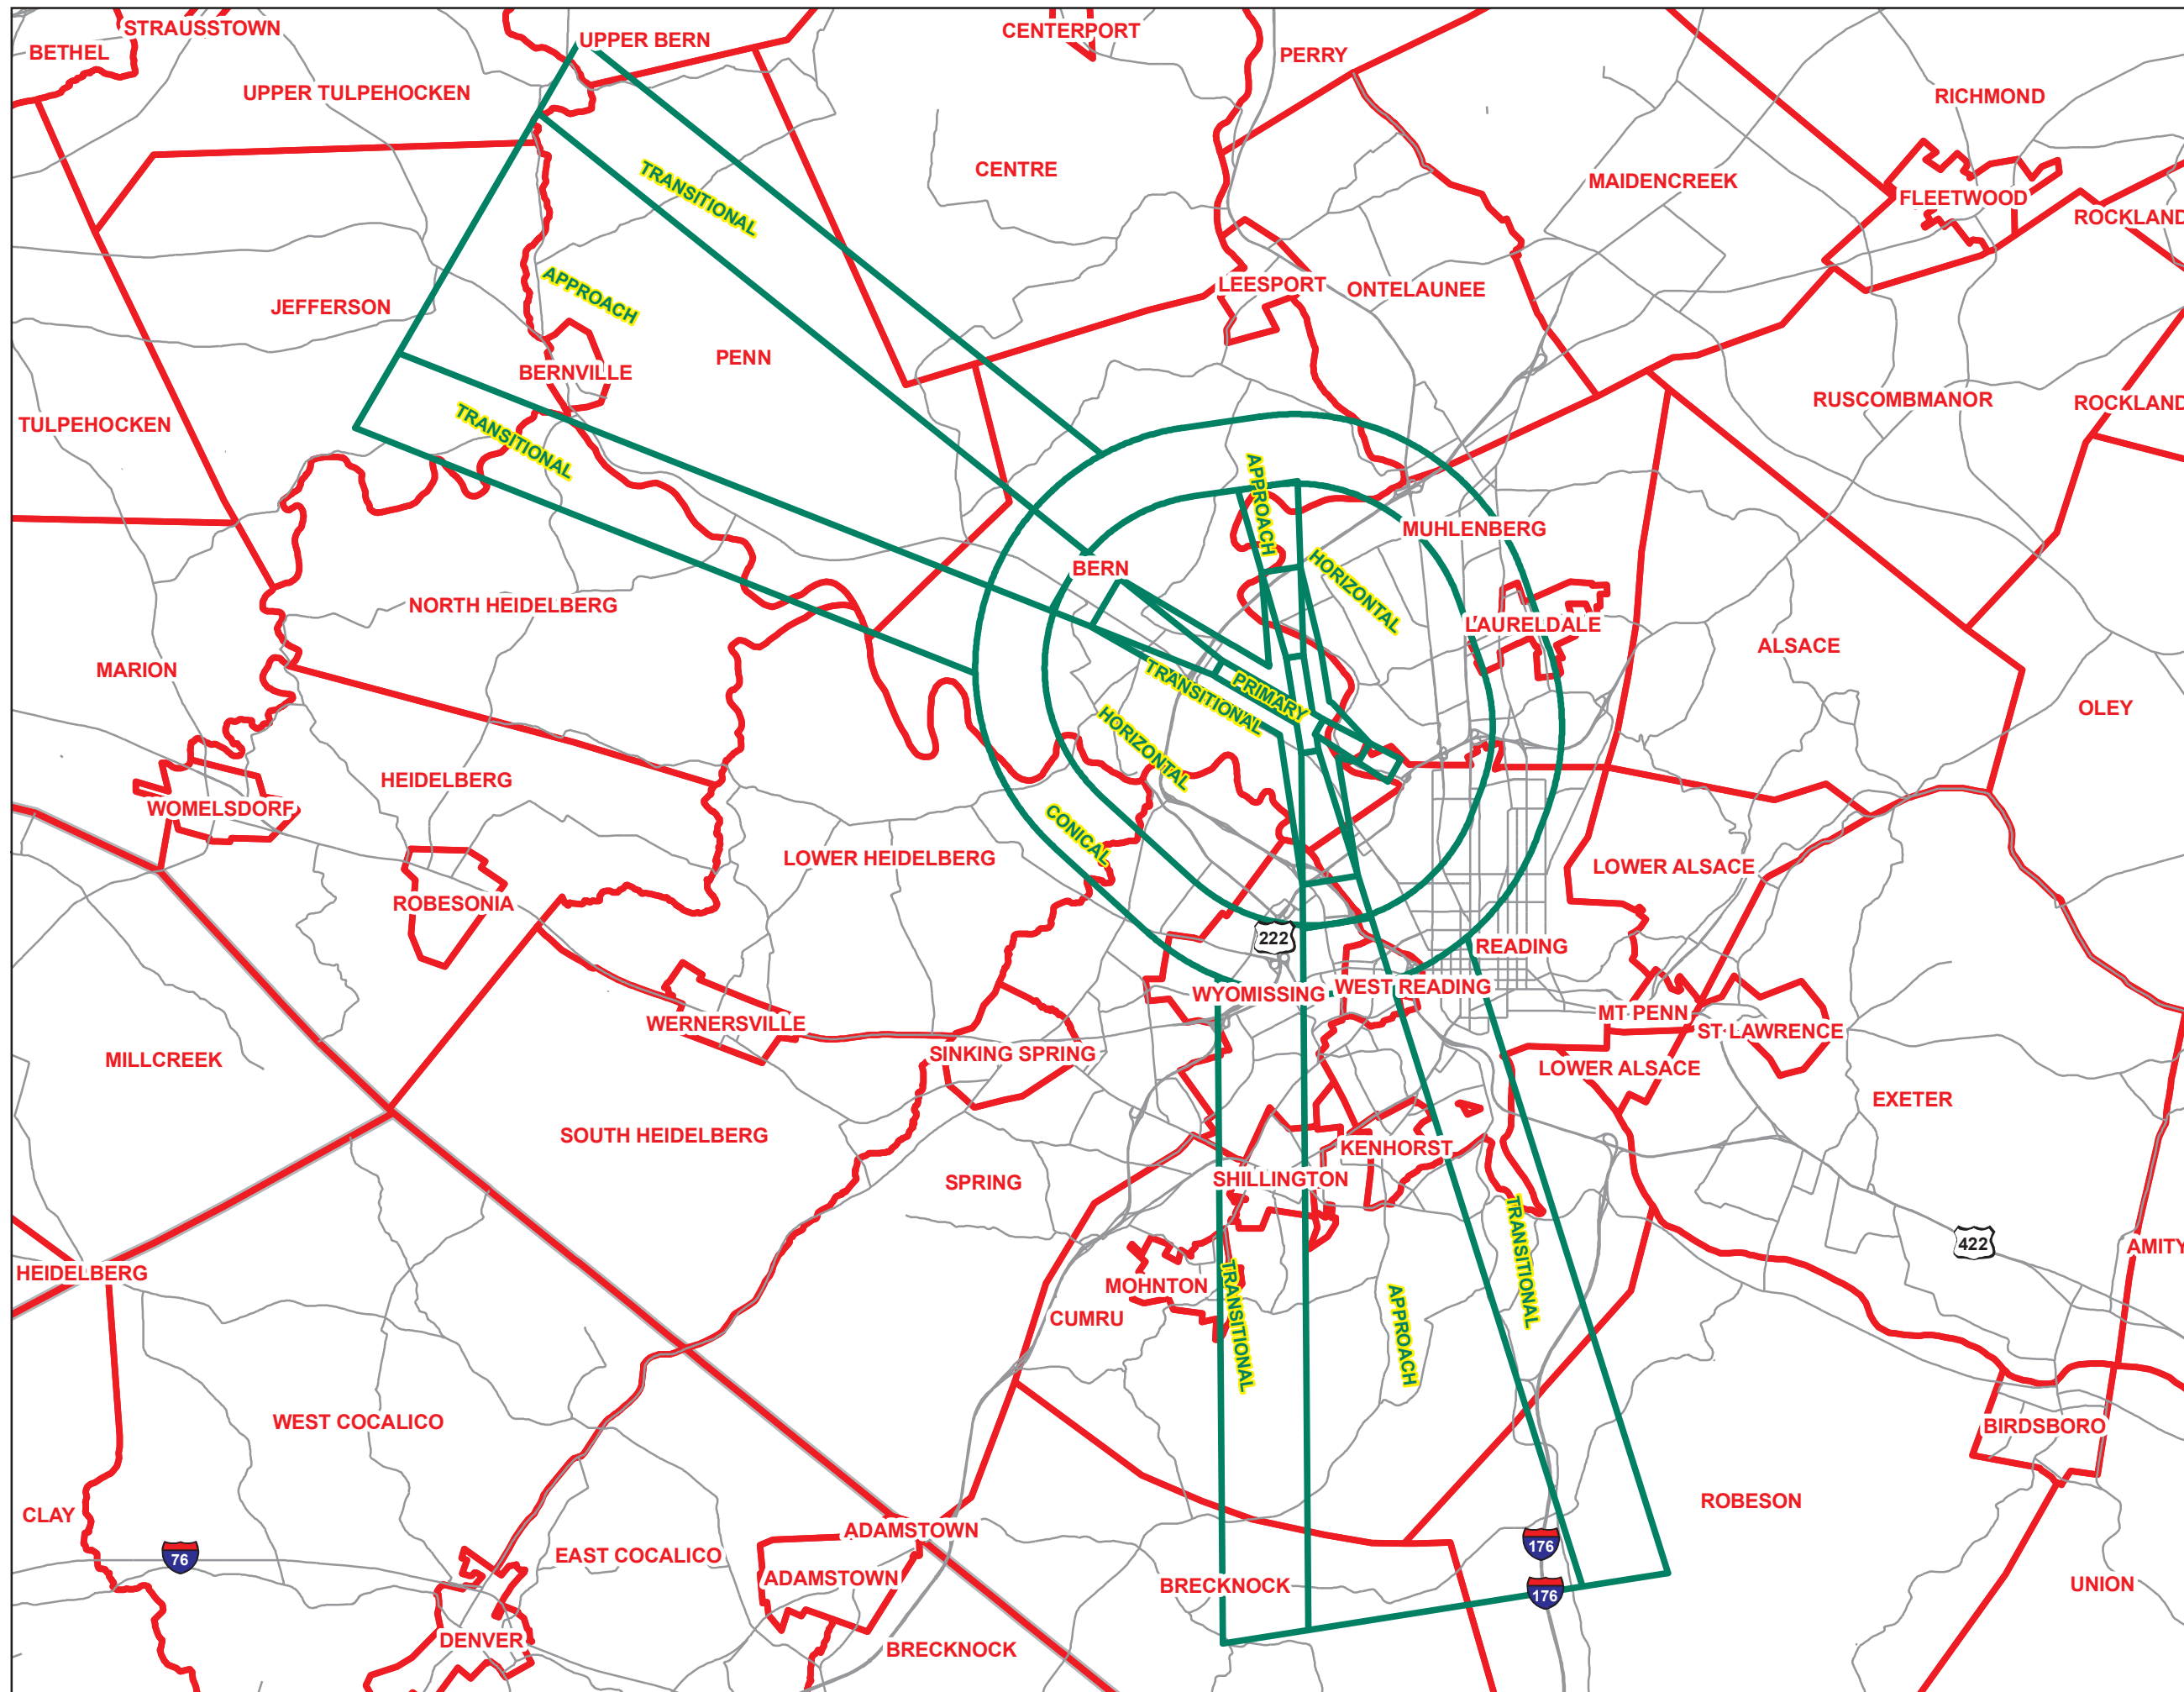 STRAUSSTOWN
CENTERPORT
UPPER BERN
BETHEL
PERRY
UPPER TULPEHOCKEN
RICHMOND
CENTRE
MAIDENCREEK
TRANSITIONAL
FLEETWOOD
ROCKLAND
LEESPORT
ONTELAUNEE
APPROACH
JEFFERSON
PENN
BERNVILLE
RUSCOMBMANOR
ROCKLAND
TULPEHOCKEN
TRANSITIONAL
APPROACH
MUHLENBERG
BERN
HORIZONTAL
NORTH HEIDELBERG
LAURELDALE
ALSACE
MARION
TRANSITIONAL
PRIMARY
OLEY
HORIZONTAL
HEIDELBERG
WOMELSDORF
CONICAL
LOWER HEIDELBERG
LOWER ALSACE
ROBESONIA
222
READING
WEST READING
WYOMISSING
MT PENN
WERNERSVILLE
ST LAWRENCE
SINKING SPRING
MILLCREEK
LOWER ALSACE
EXETER
SOUTH HEIDELBERG
KENHORST
SHILLINGTON
SPRING
422
AMITY
TRANSITIONAL
HEIDELBERG
MOHNTON
TRANSITIONAL
CUMRU
APPROACH
WEST COCALICO
BIRDSBORO
ROBESON
CLAY
ADAMSTOWN
176
76
EAST COCALICO
ADAMSTOWN
BRECKNOCK
UNION
176
DENVER
BRECKNOCK